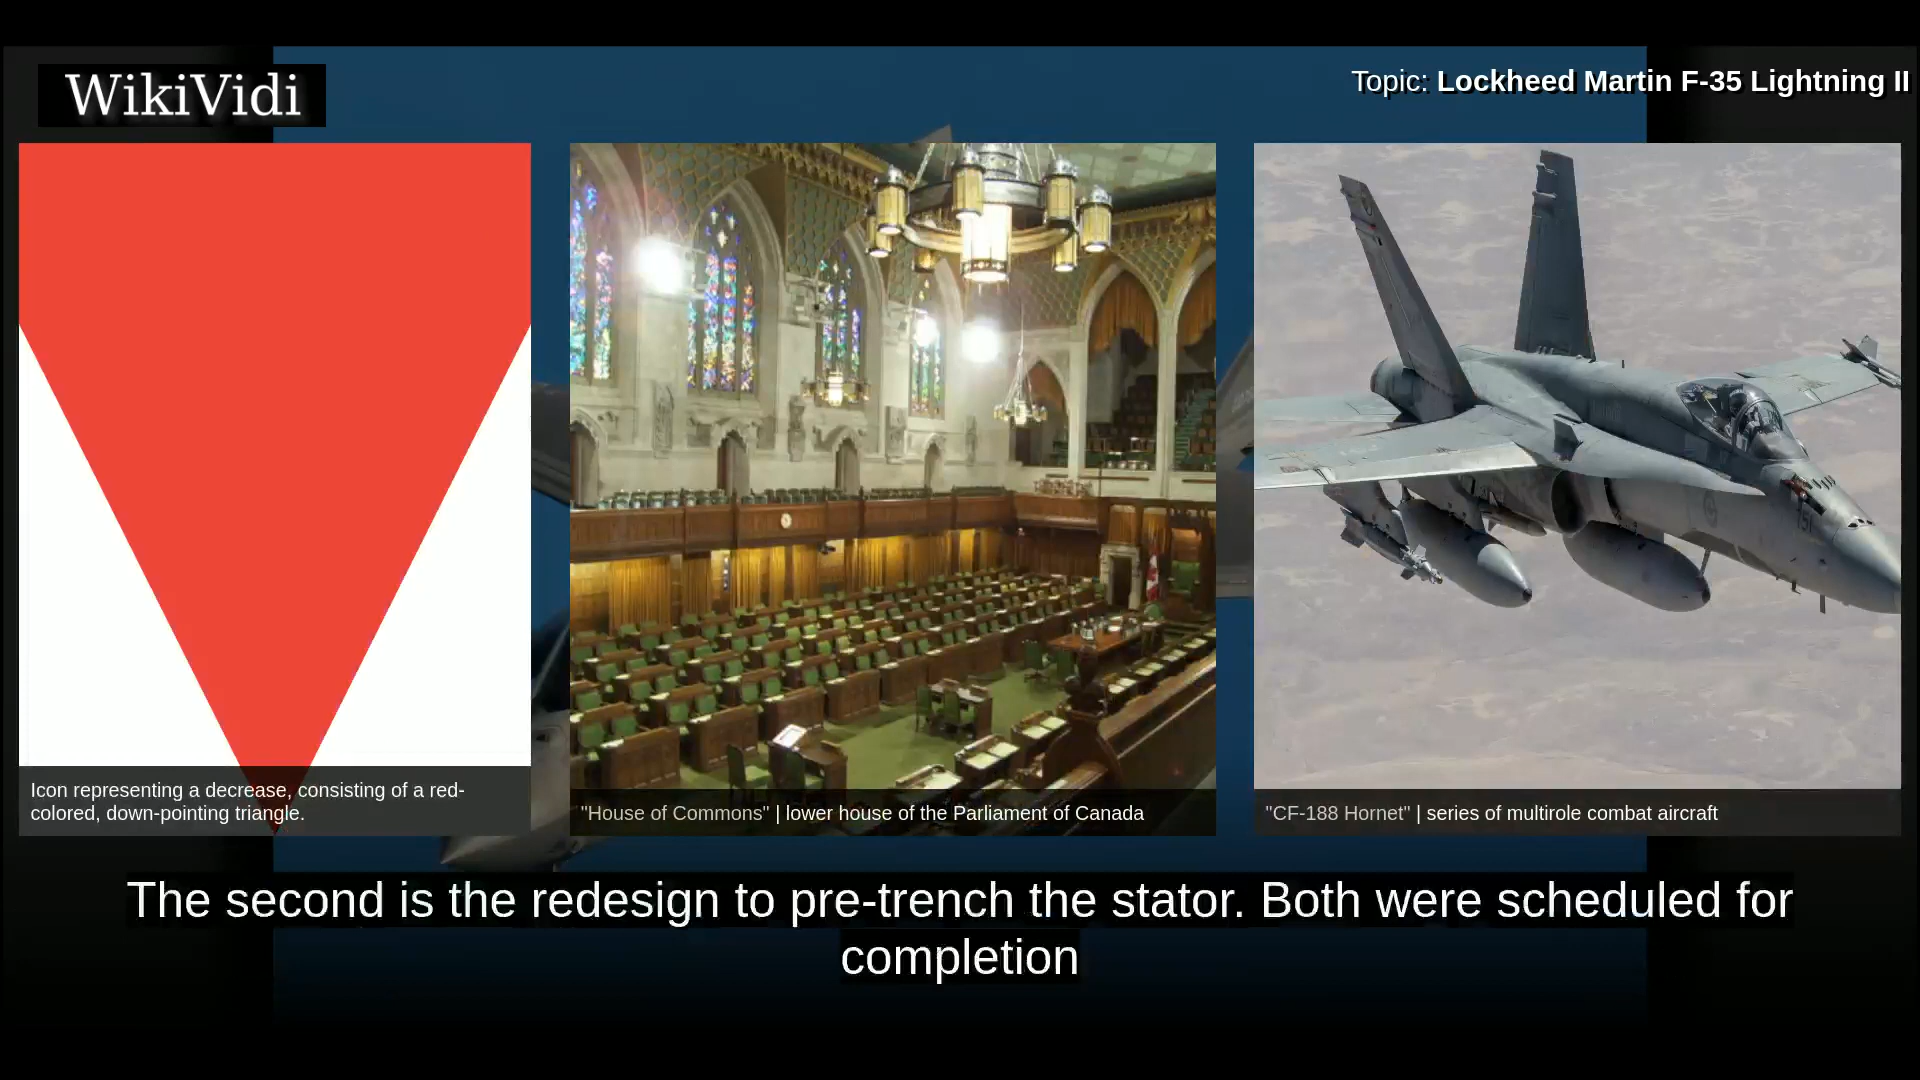 WikiVidi
Topic: Lockheed Martin F-35 Lightning II
Icon representing a decrease, consisting of a red-
colored, down-pointing triangle.
"House of Commons" | lower house of the Parliament of Canada
"CF-188 Hornet" | series of multirole combat aircraft
The second is the redesign to pre-trench the stator. Both were scheduled for
completion